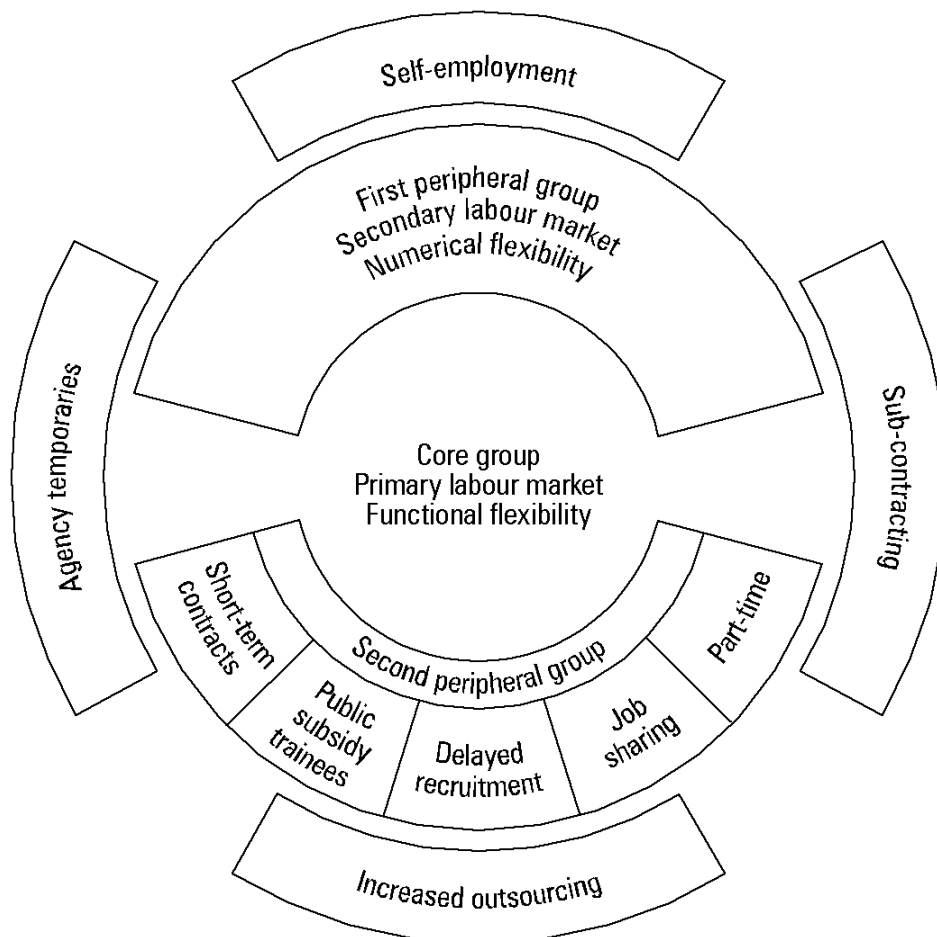 Self-employment
First peripheral group
Secondary labour market
Numerical flexibility
Agency temporaries
Sub-contracting
Core group
Primary labour market
Functional flexibility
Second peripheral group
Short-term
contracts
Public
subsidy
trainees
Delayed
recruitment
Job
sharing
Part-time
Increased outsourcing